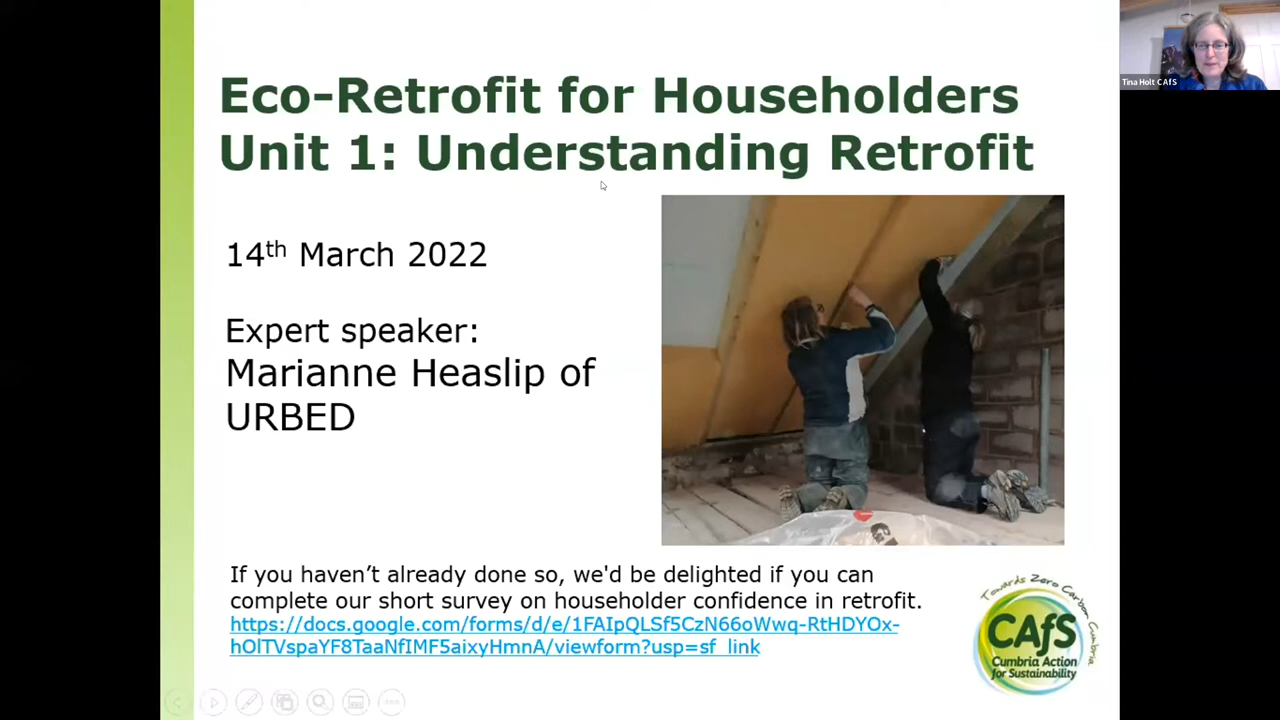 Eco-Retrofit for Householders
Unit 1: Understanding Retrofit
14th March 2022
Expert speaker:
Marianne Heaslip of
URBED
If you haven’t already done so, we'd be delighted if you can
complete our short survey on householder confidence in retrofit.
https://docs.google.com/forms/d/e/1FAIpQLSf5CzN66oWwq-RtHDYOx-
hOlTVspaYF8TaaNfIMF5aixyHmnA/viewform?usp=sf_link
Towards Zero Carbon Cumbria
CAfS
Cumbria Action
for Sustainability
Tina Holt CAfS